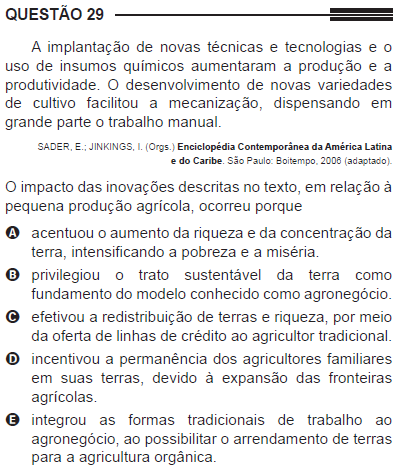 QUESTÃO 29
A implantação de novas técnicas e tecnologias e o
uso de insumos químicos aumentaram a produção e a
produtividade. O desenvolvimento de novas variedades
de cultivo facilitou a mecanização, dispensando em
grande parte o trabalho manual.
SADER, E.; JINKINGS, I. (Orgs.) Enciclopédia Contemporânea da América Latina
e do Caribe. São Paulo: Boitempo, 2006 (adaptado).
O impacto das inovações descritas no texto, em relação à
pequena produção agrícola, ocorreu porque
A acentuou o aumento da riqueza e da concentração da
terra, intensificando a pobreza e a miséria.
B privilegiou o trato sustentável da terra como
fundamento do modelo conhecido como agronegócio.
C efetivou a redistribuição de terras e riqueza, por meio
da oferta de linhas de crédito ao agricultor tradicional.
D incentivou a permanência dos agricultores familiares
em suas terras, devido à expansão das fronteiras
agrícolas.
E integrou as formas tradicionais de trabalho ao
agronegócio, ao possibilitar o arrendamento de terras
para a agricultura orgânica.